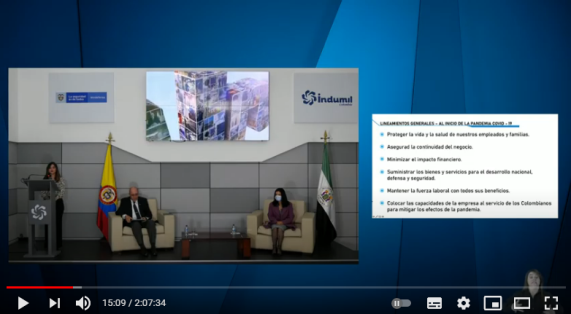 indumil
LINEAMIENTOS GENERALES – AL INICIO DE LA PANDEMIA COVID - 19
Proteger la vida y la salud de nuestros empleados y familias.
Asegurar la continuidad del negocio.
Minimizar el impacto financiero.
Suministrar los bienes y servicios para el desarrollo nacional,
defensa y seguridad.
Mantener la fuerza laboral con todos sus beneficios.
Colocar las capacidades de la empresa al servicio de los Colombianos
para mitigar los efectos de la pandemia.
15:09 / 2:07:34